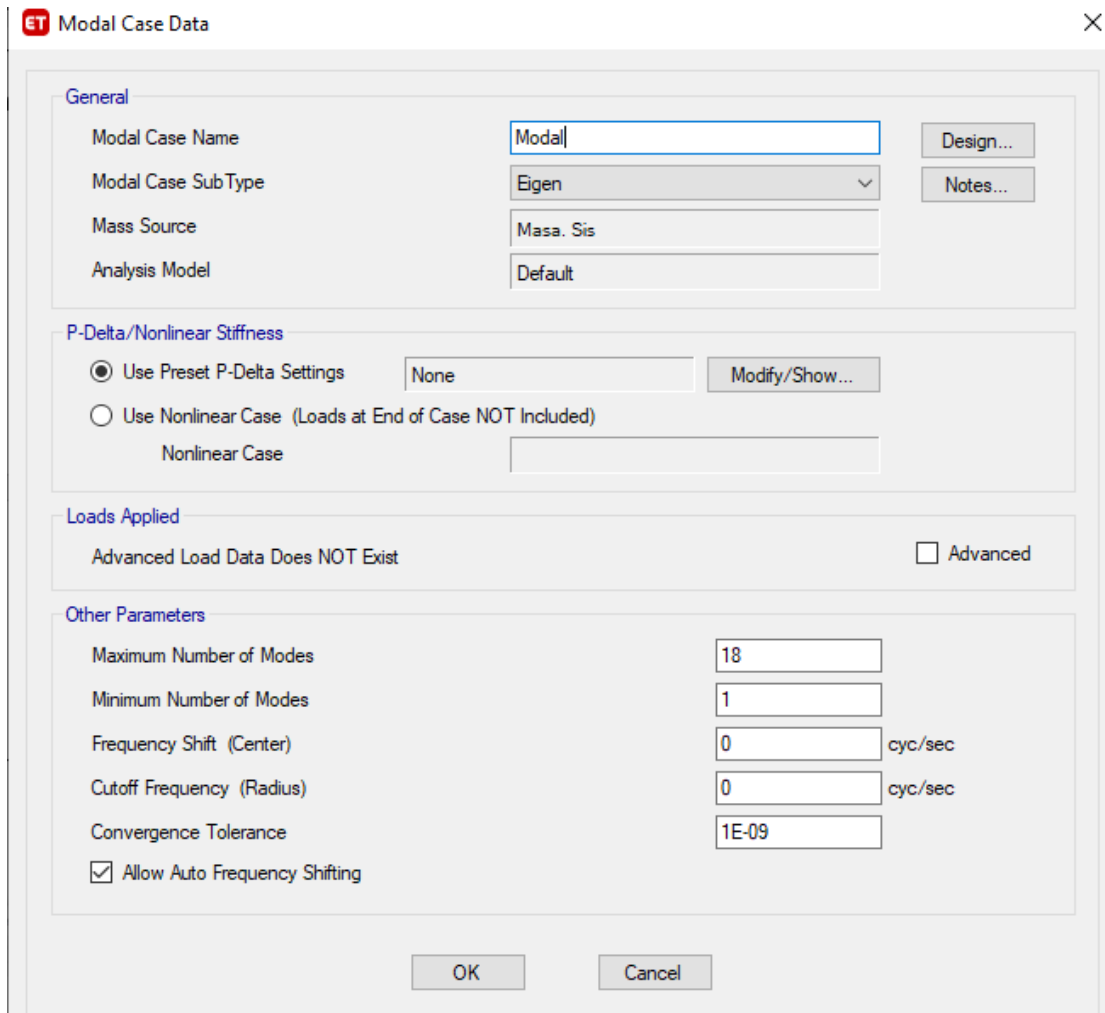 ET Modal Case Data
General
Modal Case Name Modal Design...
Modal Case SubType Eigen Notes...
Mass Source Masa. Sis
Analysis Model Default
P-Delta/Nonlinear Stiffness
Use Preset P-Delta Settings None Modify/Show...
Use Nonlinear Case (Loads at End of Case NOT Included)
Nonlinear Case
Loads Applied
Advanced Load Data Does NOT Exist Advanced
Other Parameters
Maximum Number of Modes 18
Minimum Number of Modes 1
Frequency Shift (Center) 0 cyc/sec
Cutoff Frequency (Radius) 0 cyc/sec
Convergence Tolerance 1E-09
Allow Auto Frequency Shifting
OK Cancel